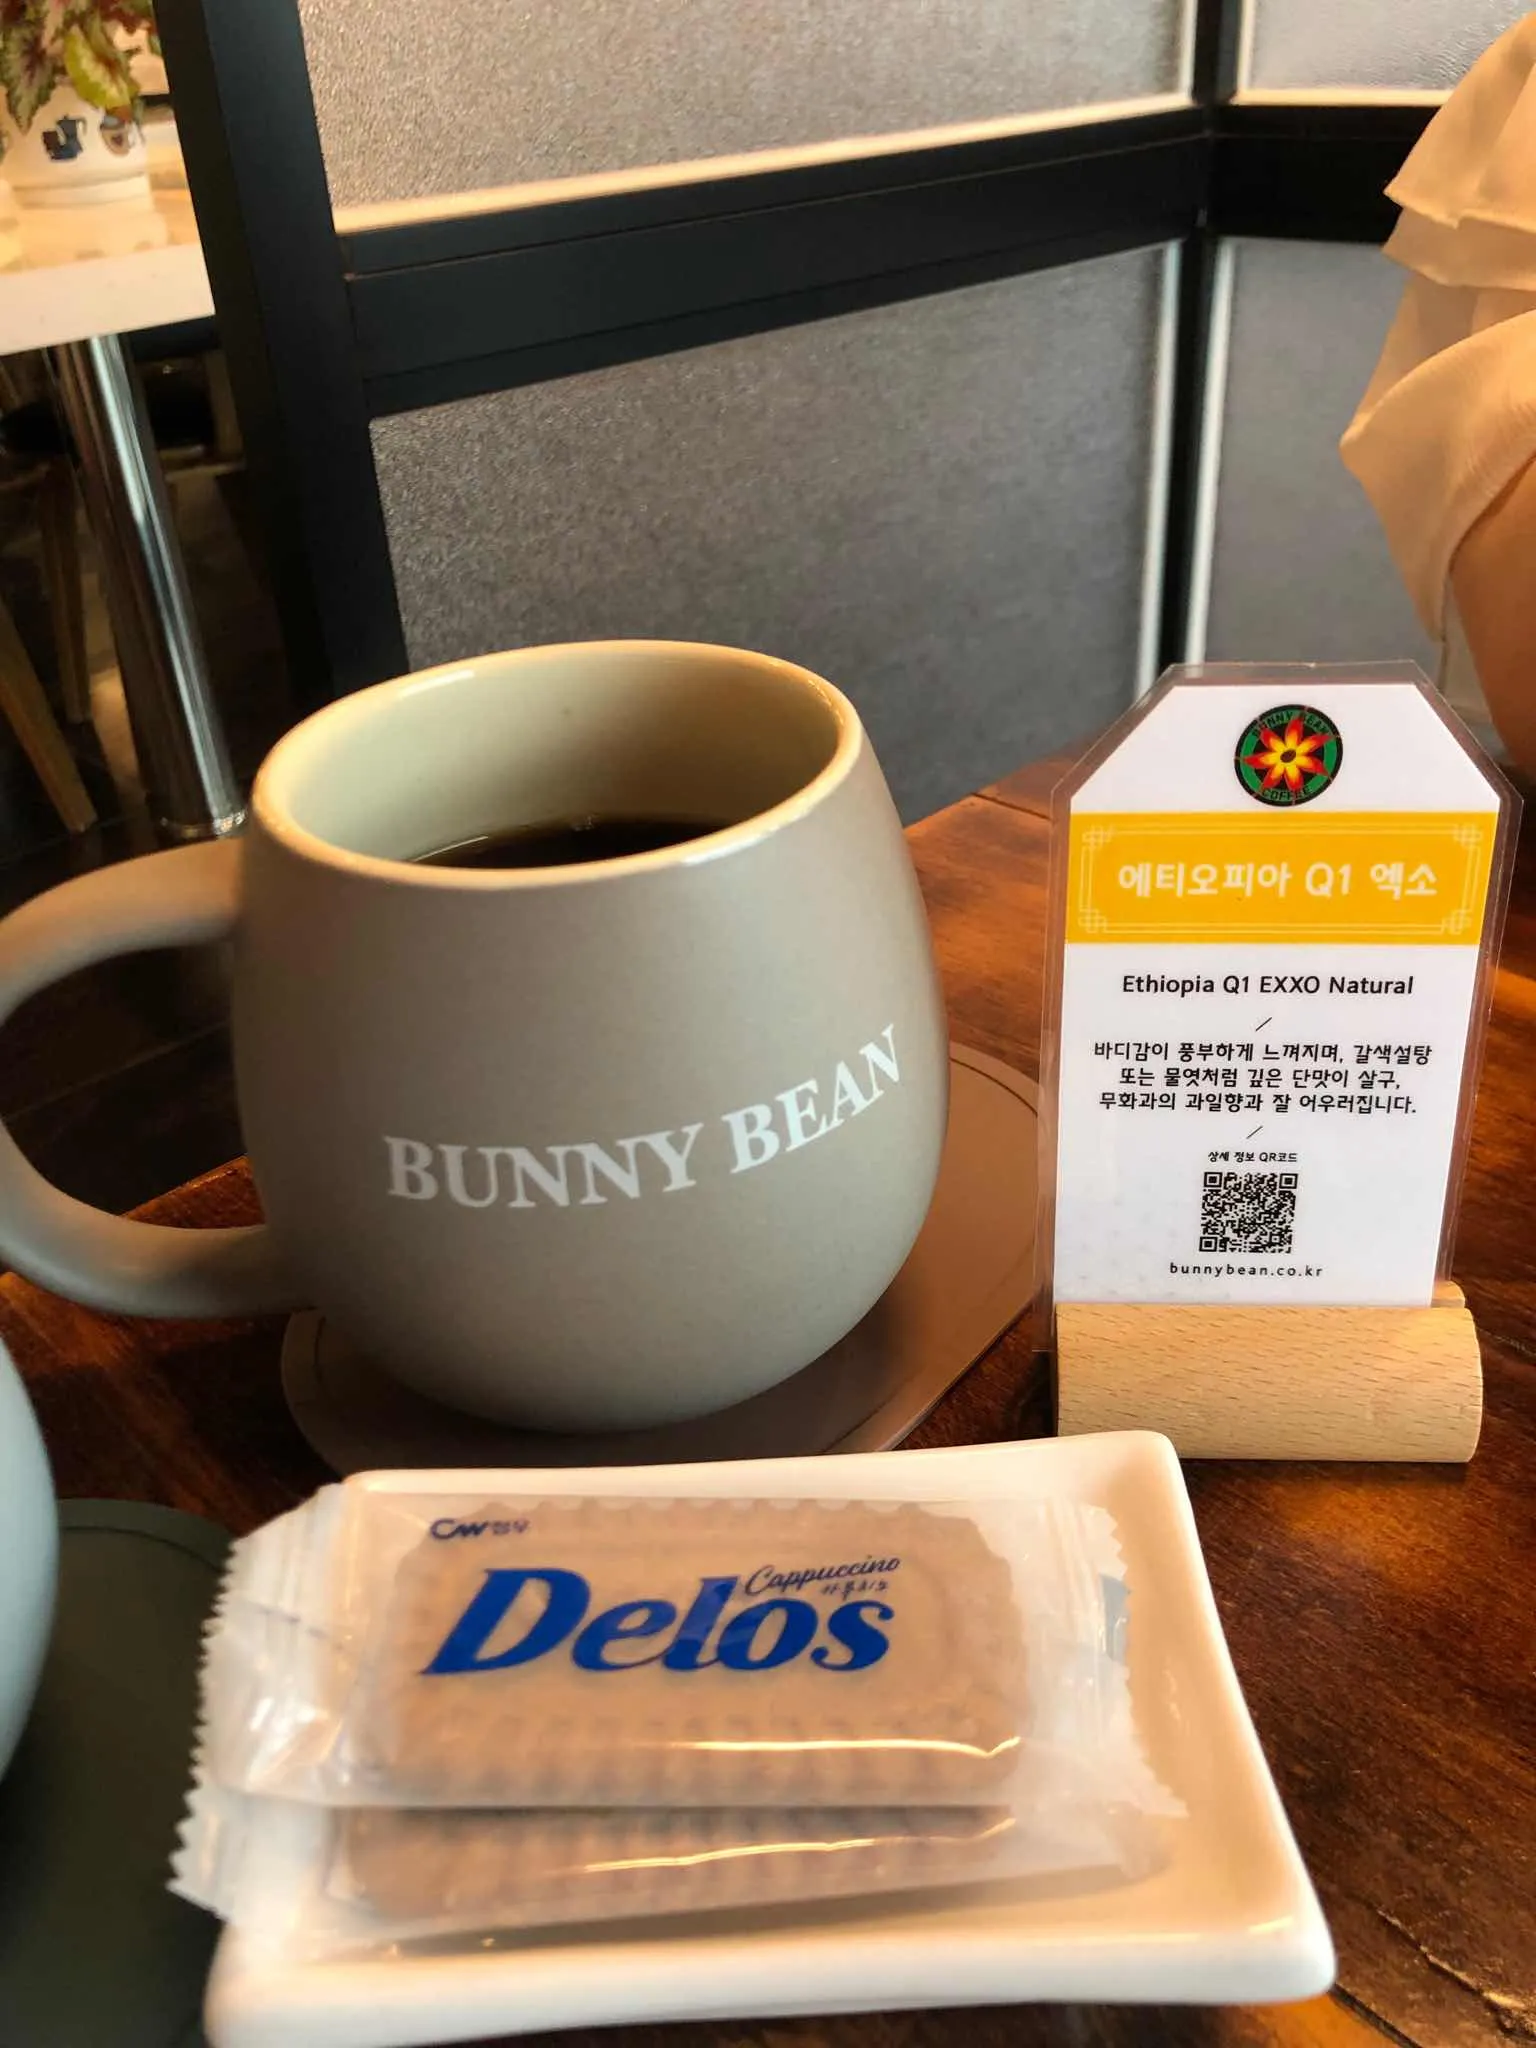 BUNNY BEAN
COFFEE
에티오피아 Q1 엑소
Ethiopia Q1 EXXO Natural
바디감이 풍부하게 느껴지며, 갈색설탕
또는 물엿처럼 깊은 단맛이 살구,
무화과의 과일향과 잘 어우러집니다.
상세 정보 QR코드
bunnybean.co.kr
BUNNY BEAN
CW청우
Delos
Cappuccino
카푸치노